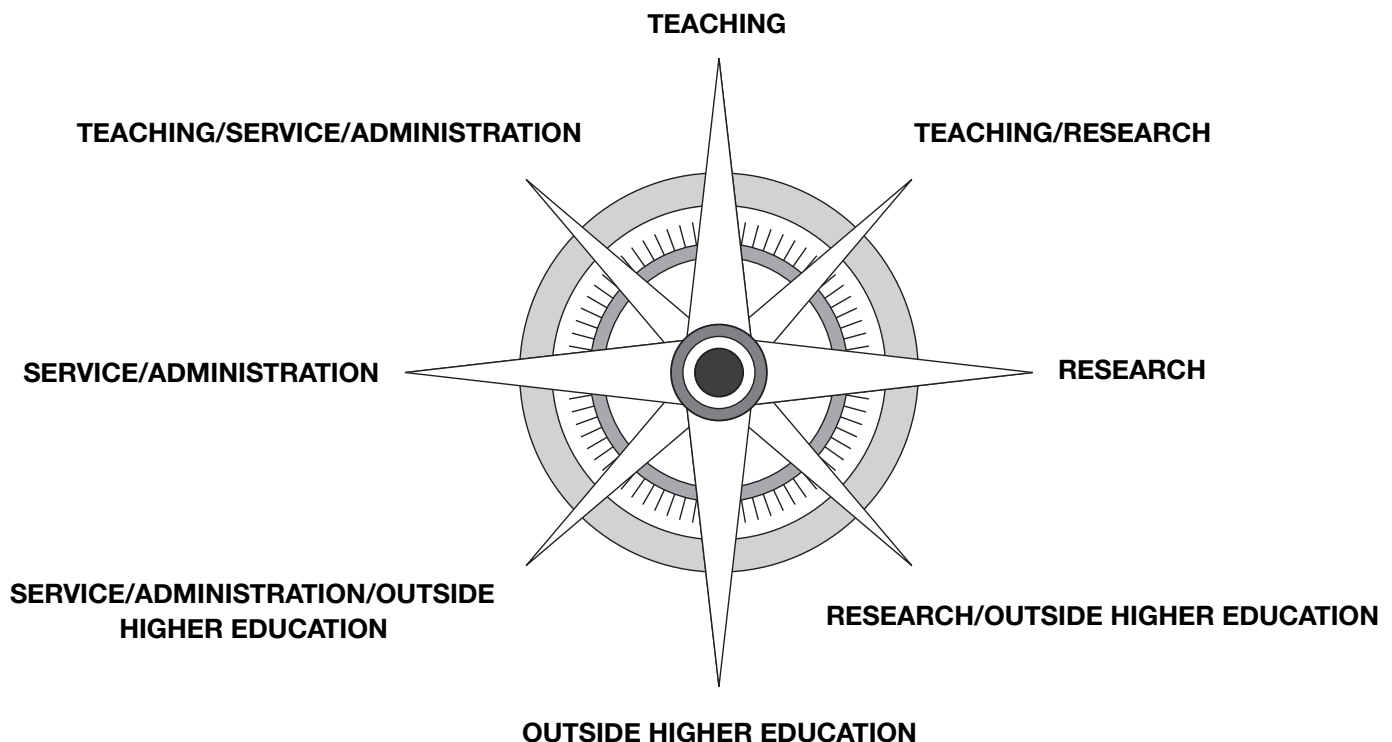 TEACHING
TEACHING/SERVICE/ADMINISTRATION
TEACHING/RESEARCH
SERVICE/ADMINISTRATION
RESEARCH
SERVICE/ADMINISTRATION/OUTSIDE
HIGHER EDUCATION
RESEARCH/OUTSIDE HIGHER EDUCATION
OUTSIDE HIGHER EDUCATION